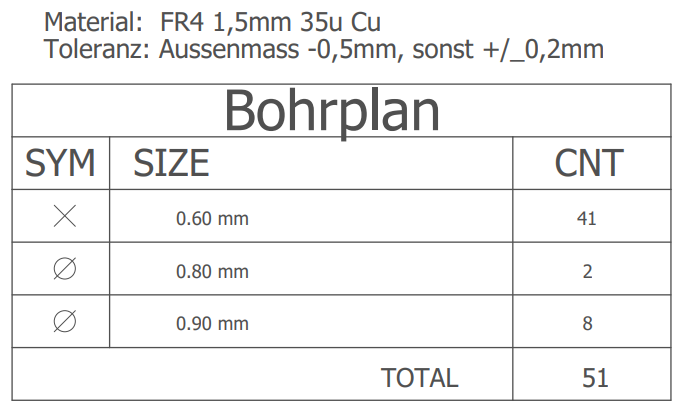 Material: FR4 1,5mm 35u Cu
Toleranz: Aussenmass -0,5mm, sonst +/_0,2mm
Bohrplan
SYM SIZE CNT
0.60 mm 41
0.80 mm 2
0.90 mm 8
TOTAL 51